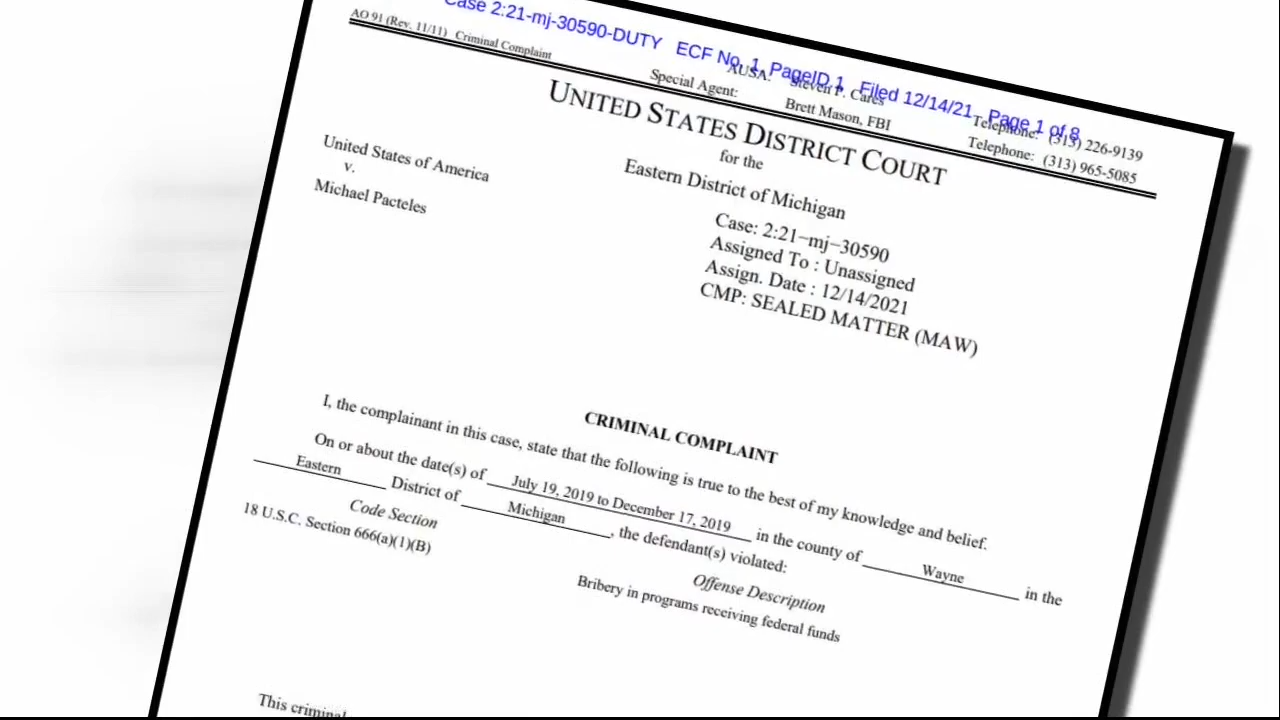 Case 2:21-mj-30590-DUTY ECF No. 1, PageID.1 Filed 12/14/21 Page 1 of 8
AO 91 (Rev. 11/11) Criminal Complaint
AUSA: Steven P. Cares Telephone: (313) 226-9139
Special Agent: Brett Mason, FBI Telephone: (313) 965-5085
UNITED STATES DISTRICT COURT
for the
Eastern District of Michigan
United States of America
v.
Michael Pacteles
Case: 2:21−mj−30590
Assigned To : Unassigned
Assign. Date : 12/14/2021
CMP: SEALED MATTER (MAW)
CRIMINAL COMPLAINT
I, the complainant in this case, state that the following is true to the best of my knowledge and belief.
On or about the date(s) of July 19, 2019 to December 17, 2019 in the county of Wayne in the
Eastern District of Michigan , the defendant(s) violated:
Code Section Offense Description
18 U.S.C. Section 666(a)(1)(B) Bribery in programs receiving federal funds
This criminal